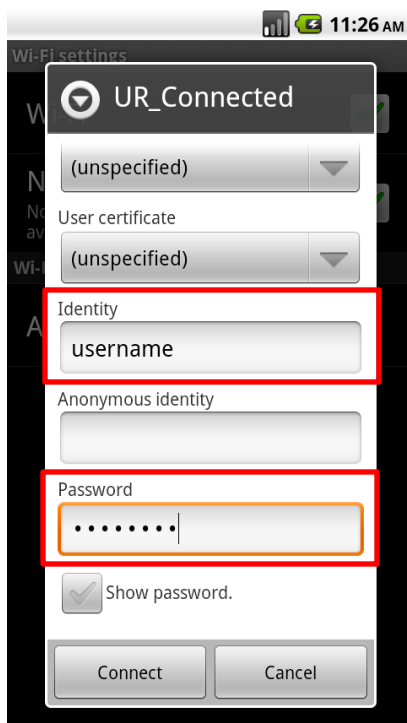 11:26 AM
Wi-Fi settings
UR_Connected
(unspecified)
User certificate
(unspecified)
Identity
username
Anonymous identity
Password
••••••••
Show password.
Connect
Cancel